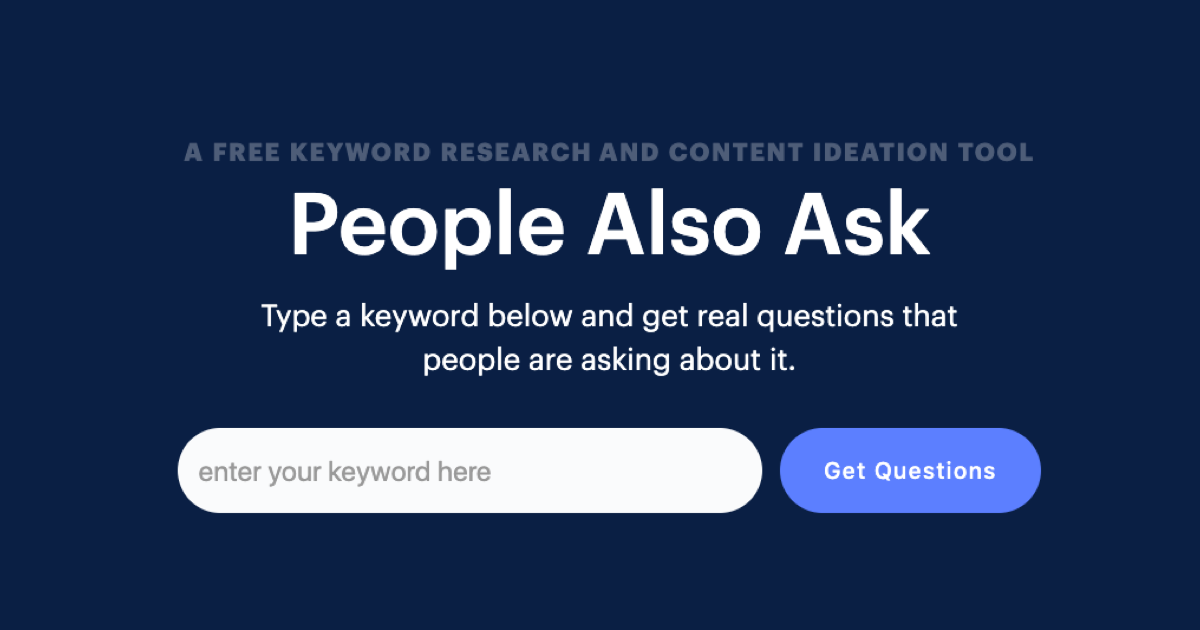 A FREE KEYWORD RESEARCH AND CONTENT IDEATION TOOL
People Also Ask
Type a keyword below and get real questions that
people are asking about it.
enter your keyword here
Get Questions